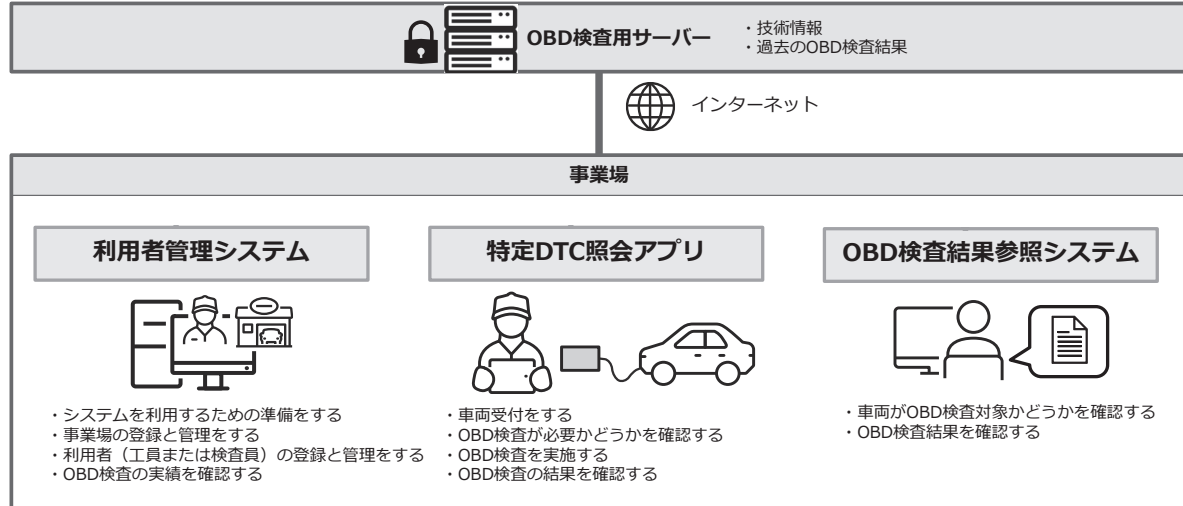 OBD検査用サーバー
・技術情報
・過去のOBD検査結果
インターネット
事業場
利用者管理システム
・システムを利用するための準備をする
・事業場の登録と管理をする
・利用者（工員または検査員）の登録と管理をする
・OBD検査の実績を確認する
特定DTC照会アプリ
・車両受付をする
・OBD検査が必要かどうかを確認する
・OBD検査を実施する
・OBD検査の結果を確認する
OBD検査結果参照システム
・車両がOBD検査対象かどうかを確認する
・OBD検査結果を確認する